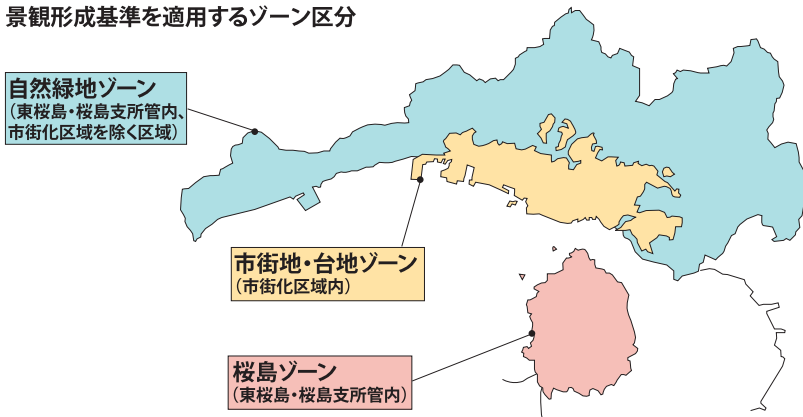 景観形成基準を適用するゾーン区分
自然緑地ゾーン
（東桜島・桜島支所管内、
市街化区域を除く区域）
市街地・台地ゾーン
（市街化区域内）
桜島ゾーン
（東桜島・桜島支所管内）